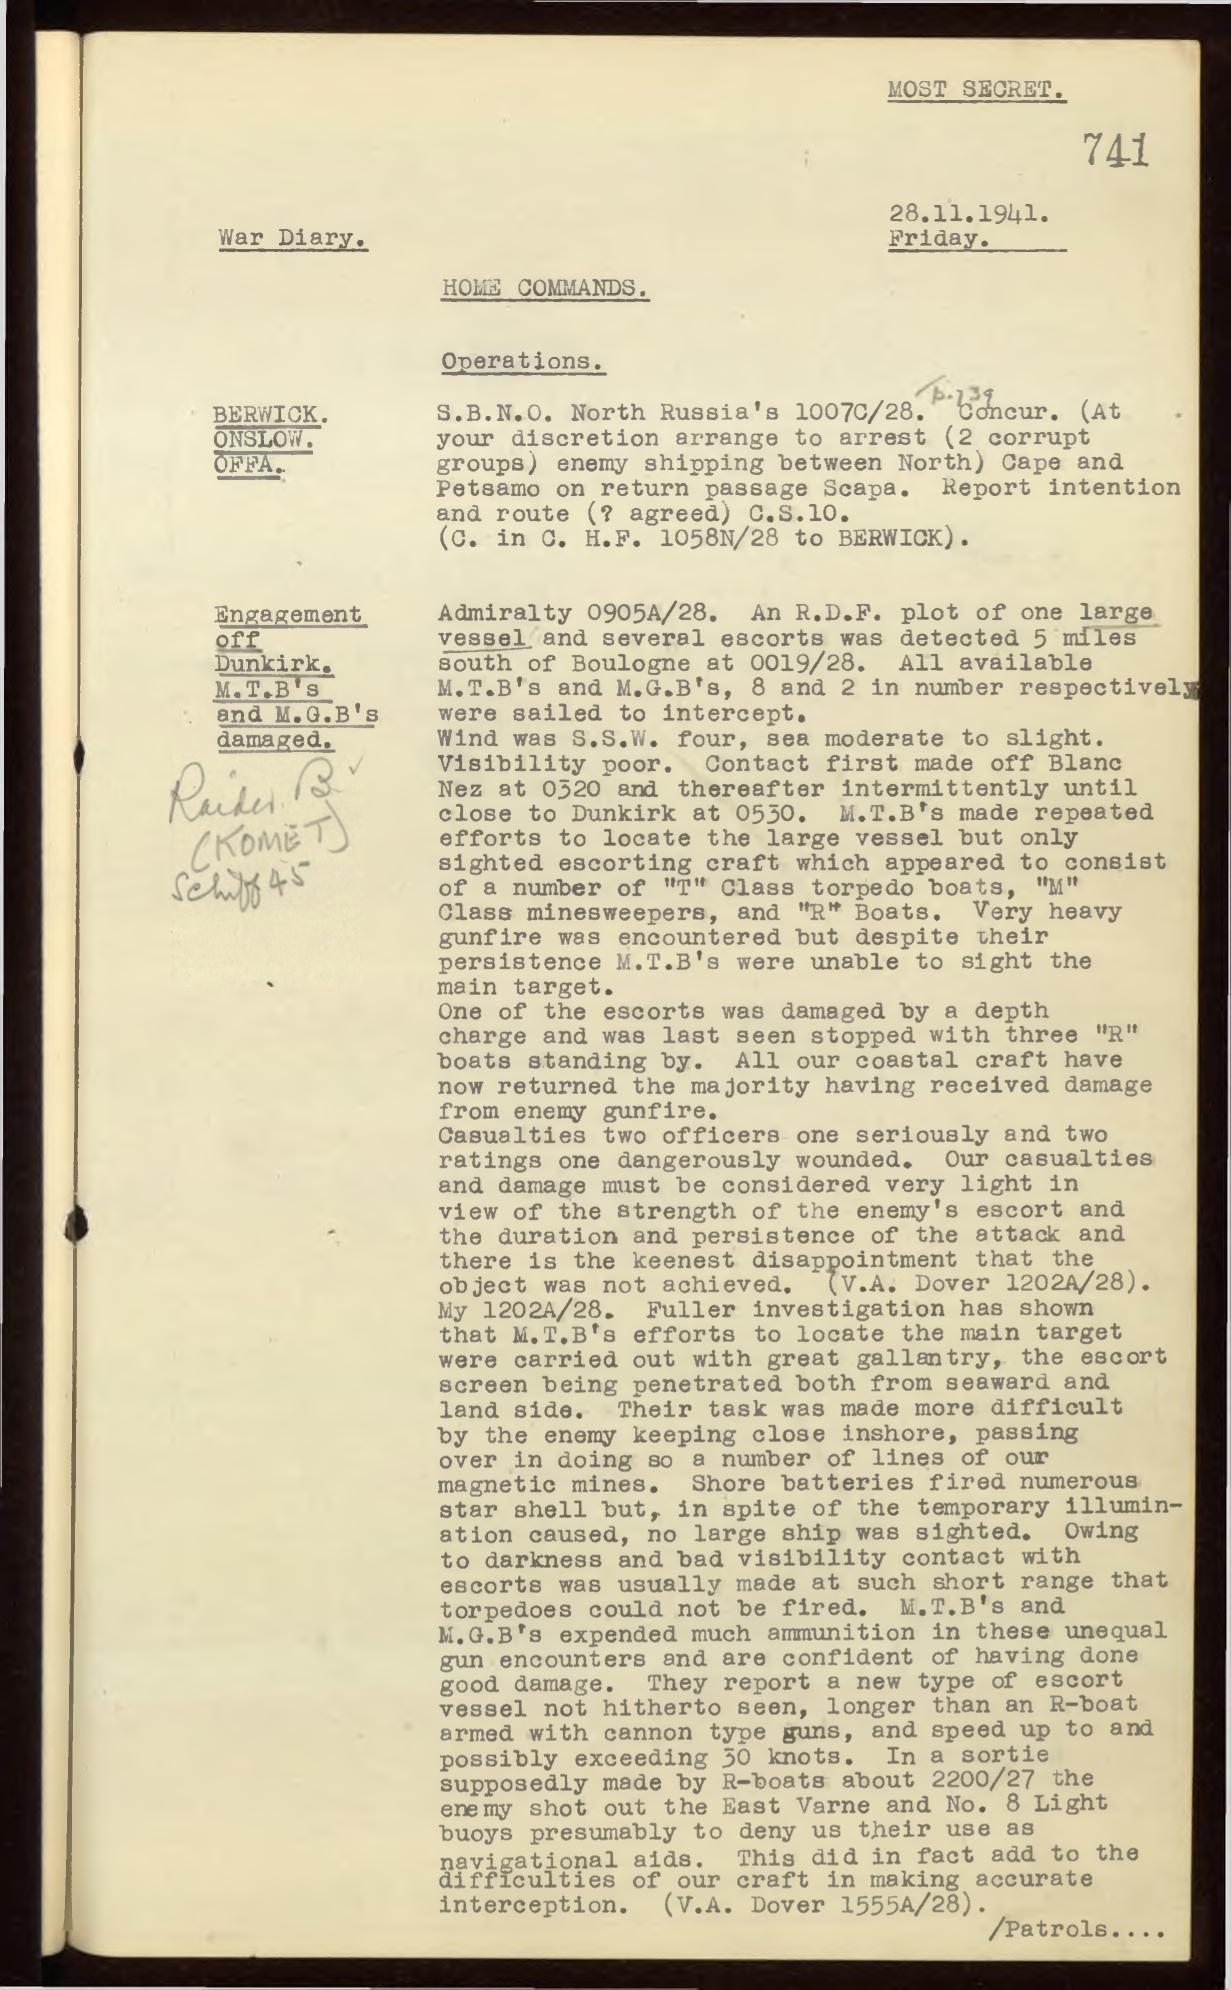 MOST SECRET.
741
28.11.1941.
War Diary.
Friday.
HOME COMMANDS.
Operations.
p.739
BERWICK.
ONSLOW.
OFFA.
S.B.N.O. North Russia's 1007C/28. Concur. (At
your discretion arrange to arrest (2 corrupt
groups) enemy shipping between North) Cape and
Petsamo on return passage Scapa. Report intention
and route (? agreed) C.S.10.
(C. in C. H.F. 1058N/28 to BERWICK).
Engagement
off
Dunkirk.
M.T.B's
and M.G.B's
damaged.
Raider B ✓
(KOMET)
Schiff 45
Admiralty 0905A/28. An R.D.F. plot of one large
vessel and several escorts was detected 5 miles
south of Boulogne at 0019/28. All available
M.T.B's and M.G.B's, 8 and 2 in number respectively
were sailed to intercept.
Wind was S.S.W. four, sea moderate to slight.
Visibility poor. Contact first made off Blanc
Nez at 0320 and thereafter intermittently until
close to Dunkirk at 0530. M.T.B's made repeated
efforts to locate the large vessel but only
sighted escorting craft which appeared to consist
of a number of "T" Class torpedo boats, "M"
Class minesweepers, and "R" Boats. Very heavy
gunfire was encountered but despite their
persistence M.T.B's were unable to sight the
main target.
One of the escorts was damaged by a depth
charge and was last seen stopped with three "R"
boats standing by. All our coastal craft have
now returned the majority having received damage
from enemy gunfire.
Casualties two officers one seriously and two
ratings one dangerously wounded. Our casualties
and damage must be considered very light in
view of the strength of the enemy's escort and
the duration and persistence of the attack and
there is the keenest disappointment that the
object was not achieved. (V.A. Dover 1202A/28).
My 1202A/28. Fuller investigation has shown
that M.T.B's efforts to locate the main target
were carried out with great gallantry, the escort
screen being penetrated both from seaward and
land side. Their task was made more difficult
by the enemy keeping close inshore, passing
over in doing so a number of lines of our
magnetic mines. Shore batteries fired numerous
star shell but, in spite of the temporary illumin-
ation caused, no large ship was sighted. Owing
to darkness and bad visibility contact with
escorts was usually made at such short range that
torpedoes could not be fired. M.T.B's and
M.G.B's expended much ammunition in these unequal
gun encounters and are confident of having done
good damage. They report a new type of escort
vessel not hitherto seen, longer than an R-boat
armed with cannon type guns, and speed up to and
possibly exceeding 30 knots. In a sortie
supposedly made by R-boats about 2200/27 the
enemy shot out the East Varne and No. 8 Light
buoys presumably to deny us their use as
navigational aids. This did in fact add to the
difficulties of our craft in making accurate
interception. (V.A. Dover 1555A/28).
/Patrols....